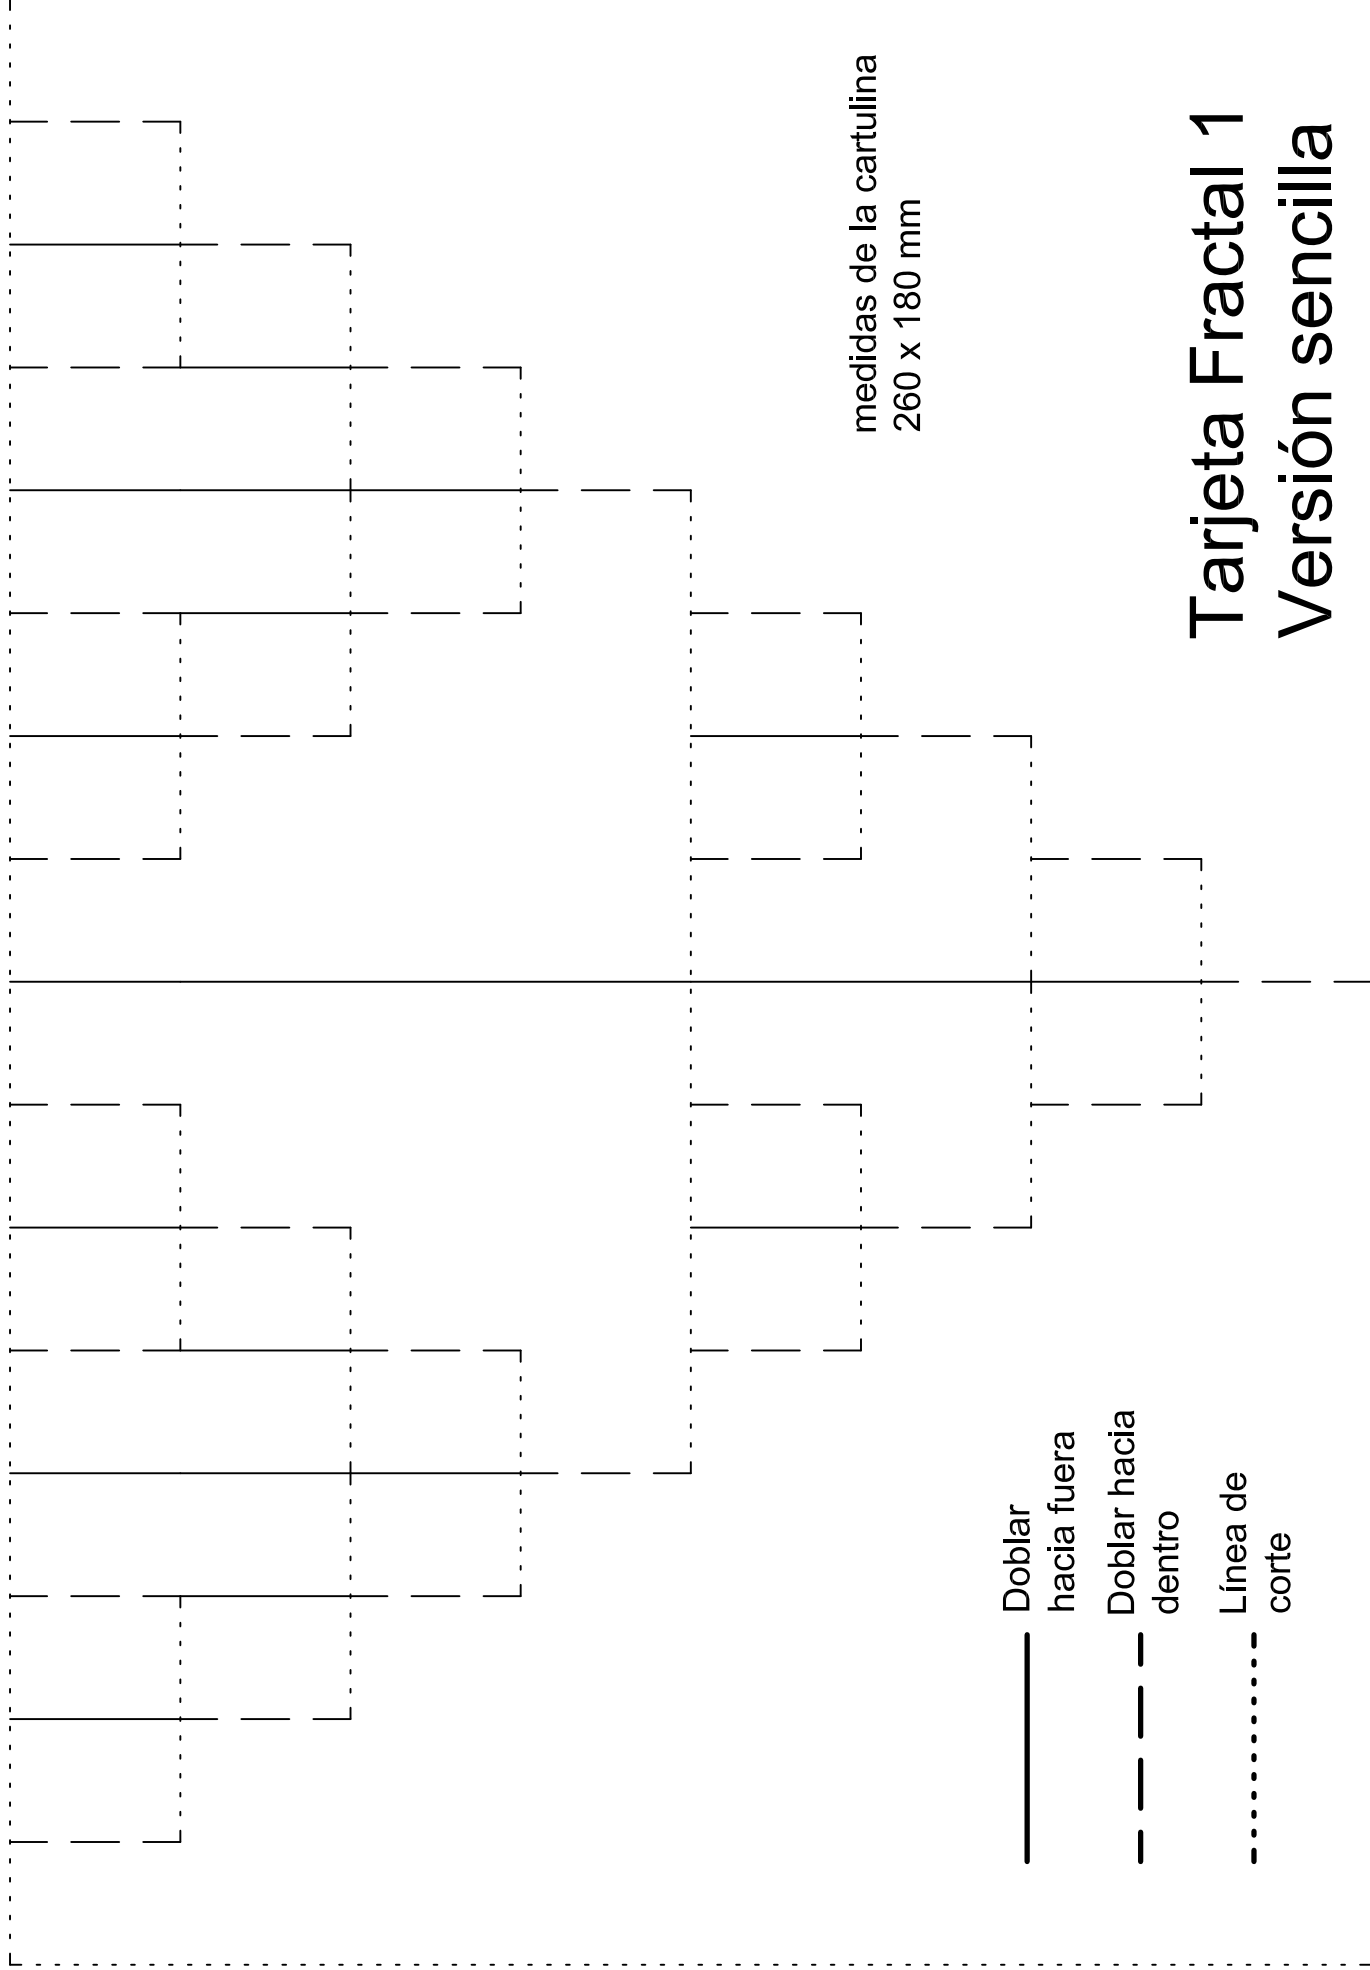 medidas de la cartulina
260 x 180 mm
Tarjeta Fractal 1
Versión sencilla
Doblar
hacia fuera
Doblar hacia
dentro
Línea de
corte